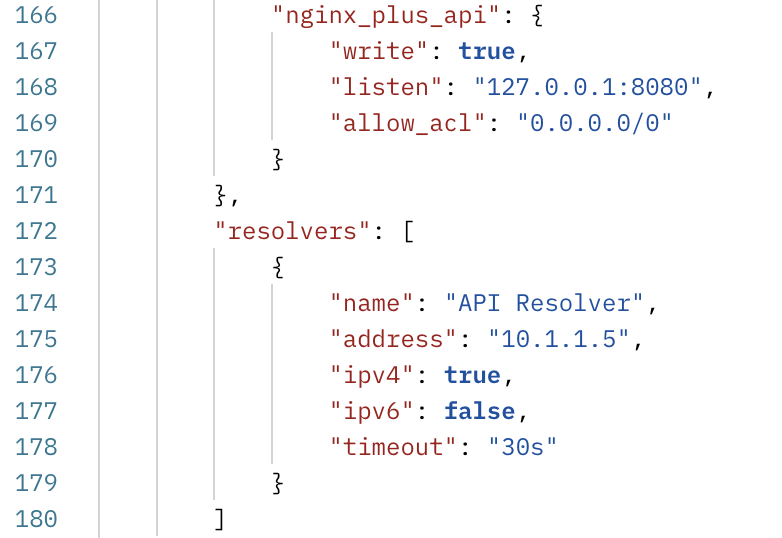 166 "nginx_plus_api": {
167 "write": true,
168 "listen": "127.0.0.1:8080",
169 "allow_acl": "0.0.0.0/0"
170 }
171 },
172 "resolvers": [
173 {
174 "name": "API Resolver",
175 "address": "10.1.1.5",
176 "ipv4": true,
177 "ipv6": false,
178 "timeout": "30s"
179 }
180 ]